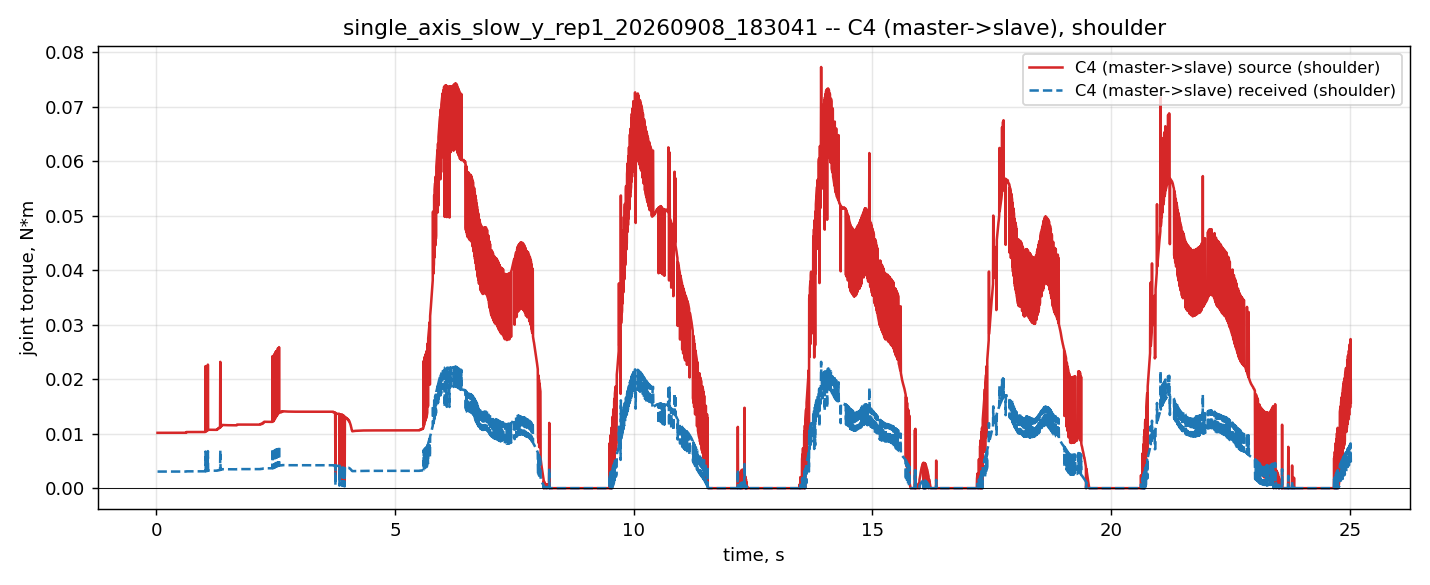 single_axis_slow_y_rep1_20260908_183041 -- C4 (master->slave), shoulder
C4 (master->slave) source (shoulder)
C4 (master->slave) received (shoulder)
joint torque, N*m
0.08
0.07
0.06
0.05
0.04
0.03
0.02
0.01
0.00
0 5 10 15 20 25
time, s